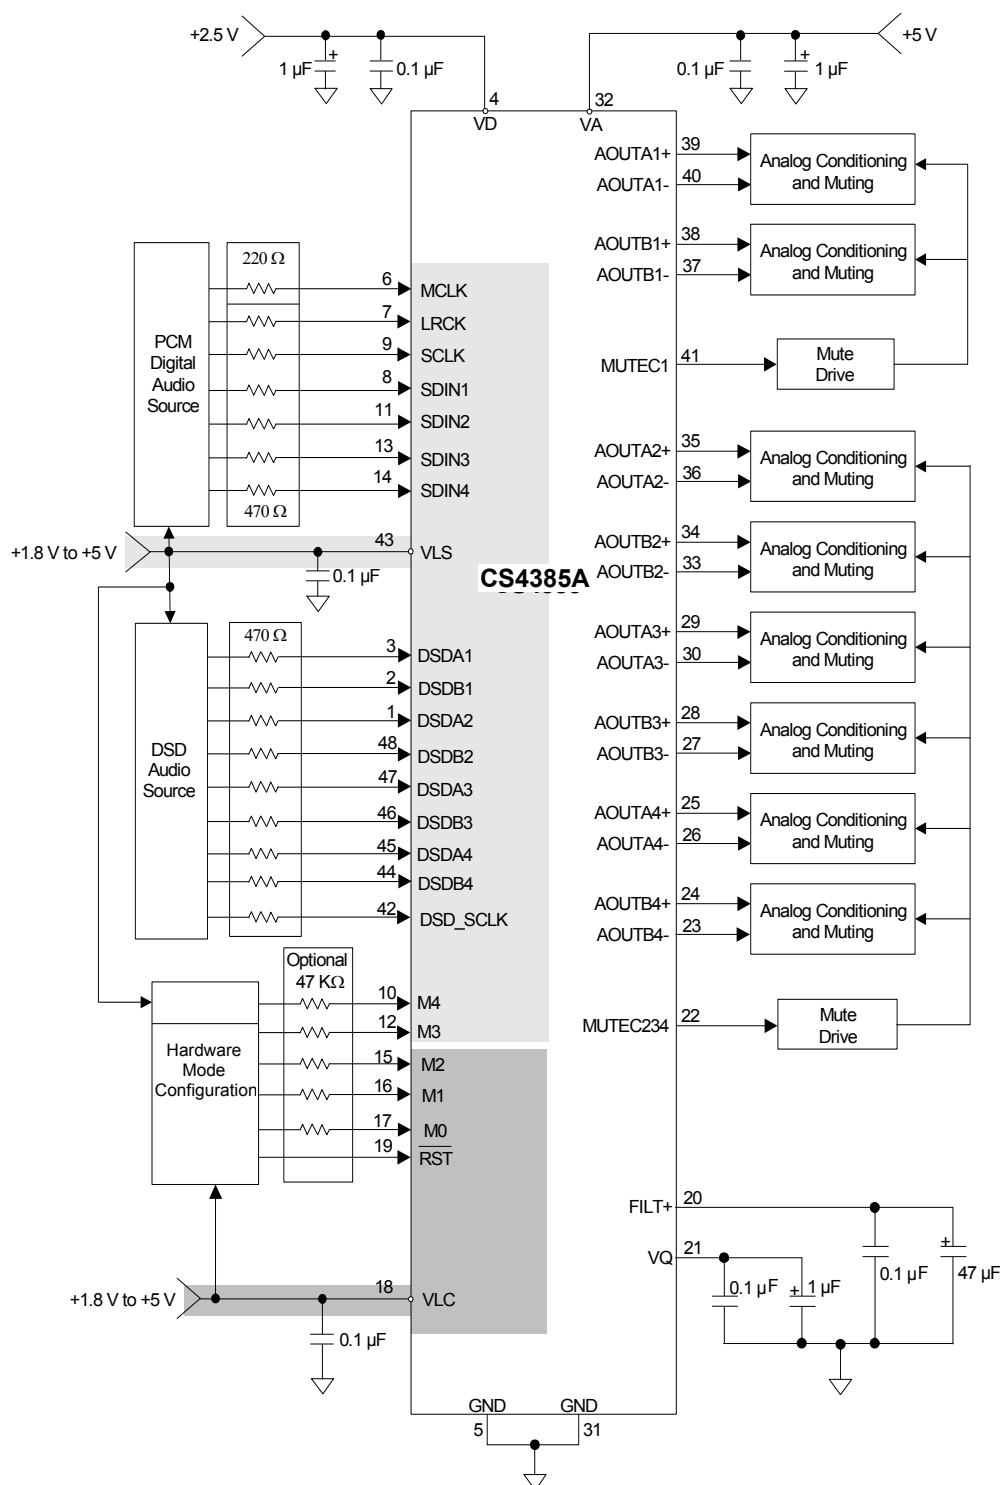 +2.5 V
1 µF
+
0.1 µF
+5 V
0.1 µF
+
1 µF
4
VD
32
VA
AOUTA1+
39
AOUTA1-
40
Analog Conditioning
and Muting
AOUTB1+
38
AOUTB1-
37
Analog Conditioning
and Muting
MUTEC1
41
Mute
Drive
AOUTA2+
35
AOUTA2-
36
Analog Conditioning
and Muting
AOUTB2+
34
AOUTB2-
33
Analog Conditioning
and Muting
AOUTA3+
29
AOUTA3-
30
Analog Conditioning
and Muting
AOUTB3+
28
AOUTB3-
27
Analog Conditioning
and Muting
AOUTA4+
25
AOUTA4-
26
Analog Conditioning
and Muting
AOUTB4+
24
AOUTB4-
23
Analog Conditioning
and Muting
MUTEC234
22
Mute
Drive
PCM
Digital
Audio
Source
220 Ω
470 Ω
6
MCLK
7
LRCK
9
SCLK
8
SDIN1
11
SDIN2
13
SDIN3
14
SDIN4
+1.8 V to +5 V
43
VLS
0.1 µF
CS4385A
DSD
Audio
Source
470 Ω
3
DSDA1
2
DSDB1
1
DSDA2
48
DSDB2
47
DSDA3
46
DSDB3
45
DSDA4
44
DSDB4
42
DSD_SCLK
Hardware
Mode
Configuration
Optional
47 KΩ
10
M4
12
M3
15
M2
16
M1
17
M0
19
RST
+1.8 V to +5 V
18
VLC
0.1 µF
FILT+
20
VQ
21
0.1 µF
+
1 µF
0.1 µF
+
47 µF
GND
5
GND
31